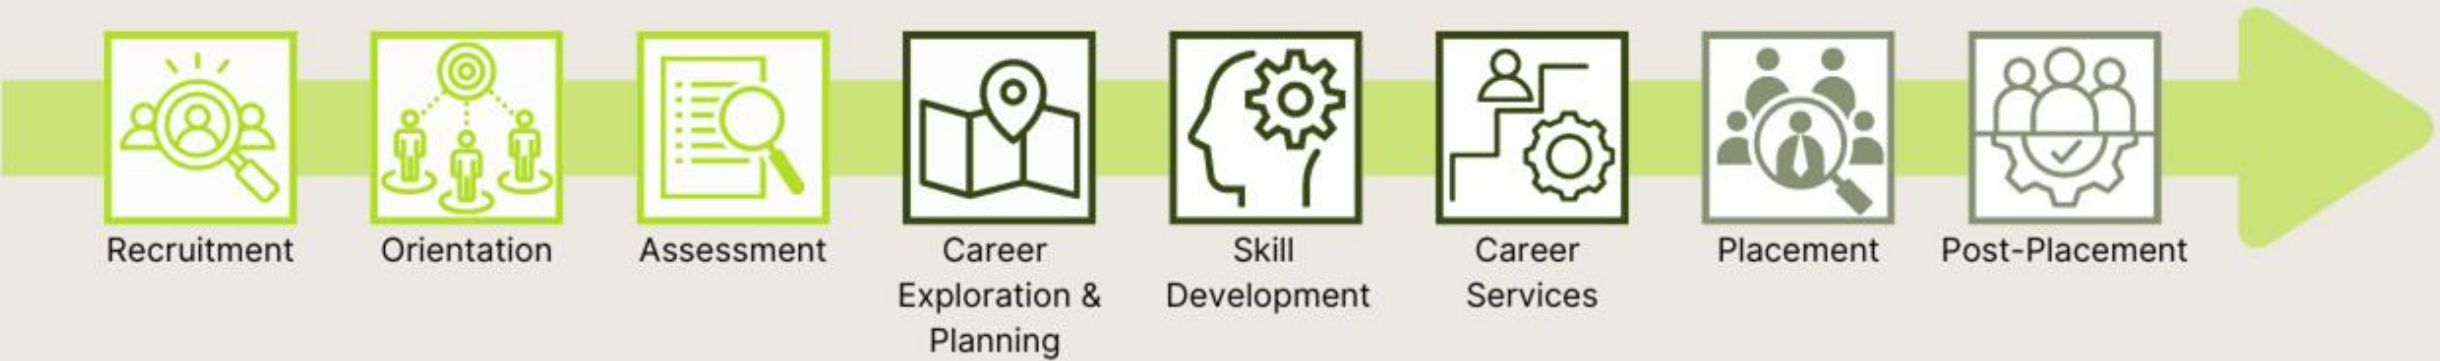 Recruitment
Orientation
Assessment
Career
Exploration &
Planning
Skill
Development
Career
Services
Placement
Post-Placement